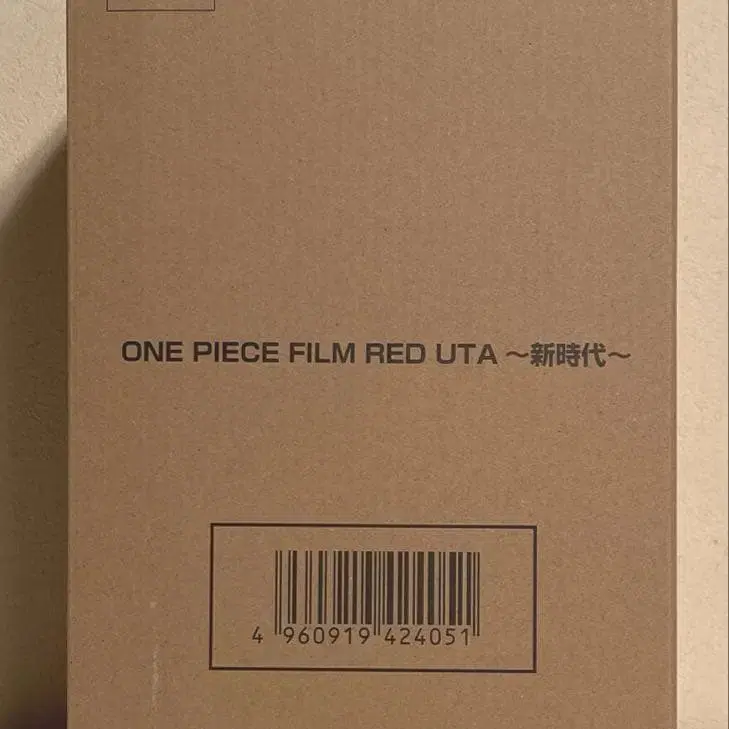 ONE PIECE FILM RED UTA ～新時代～
4 960919 424051